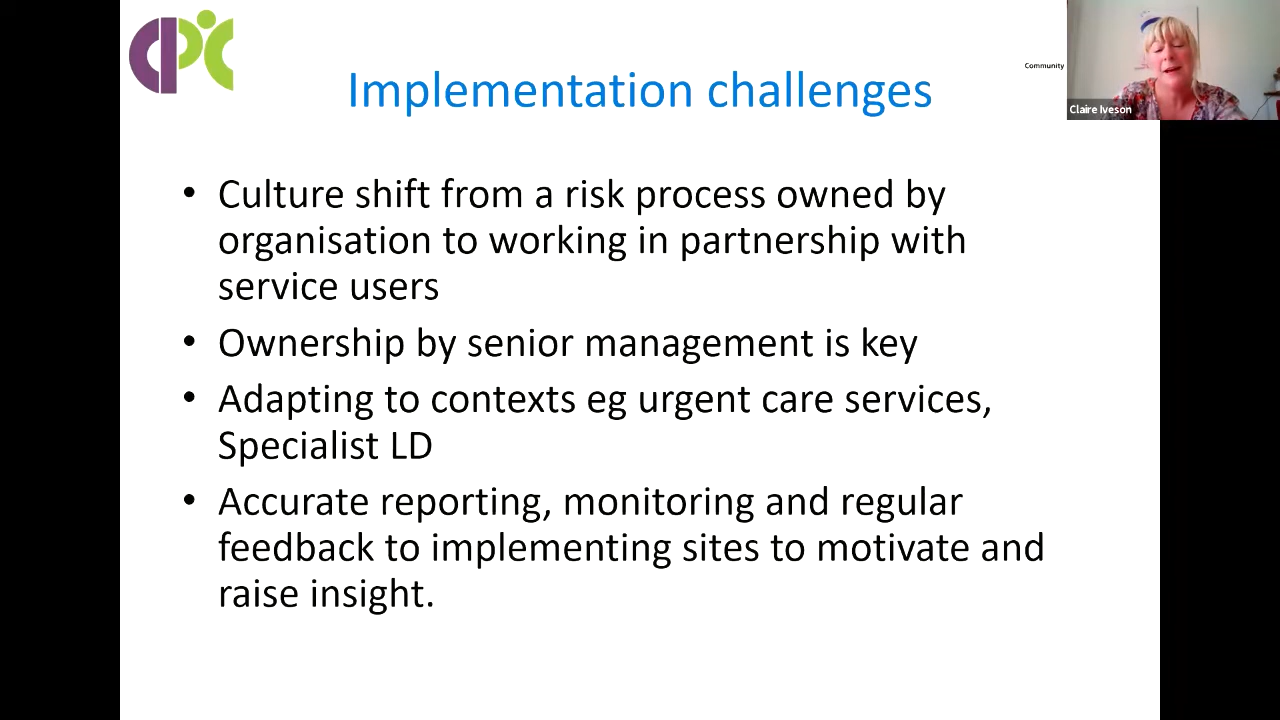 Implementation challenges
Community
Claire Iveson
• Culture shift from a risk process owned by
organisation to working in partnership with
service users
• Ownership by senior management is key
• Adapting to contexts eg urgent care services,
Specialist LD
• Accurate reporting, monitoring and regular
feedback to implementing sites to motivate and
raise insight.